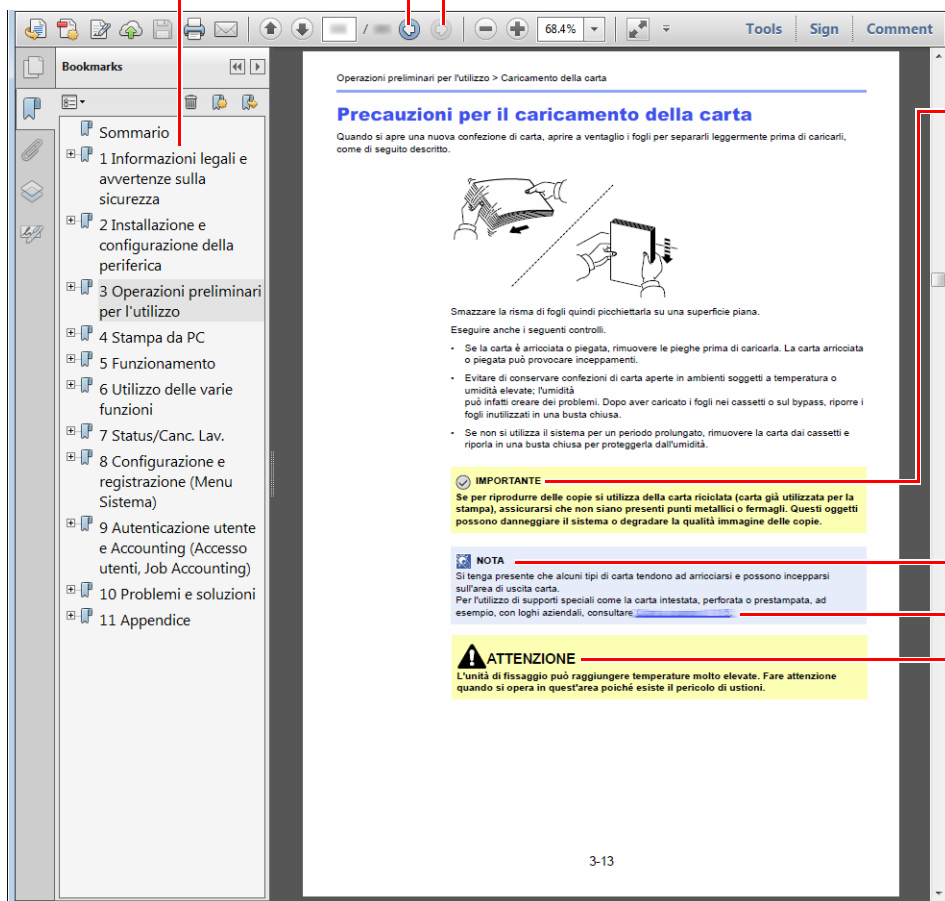 /
68.4%
Tools
Sign
Comment
Bookmarks
Sommario
1 Informazioni legali e
avvertenze sulla
sicurezza
2 Installazione e
configurazione della
periferica
3 Operazioni preliminari
per l'utilizzo
4 Stampa da PC
5 Funzionamento
6 Utilizzo delle varie
funzioni
7 Status/Canc. Lav.
8 Configurazione e
registrazione (Menu
Sistema)
9 Autenticazione utente
e Accounting (Accesso
utenti, Job Accounting)
10 Problemi e soluzioni
11 Appendice
Operazioni preliminari per l'utilizzo > Caricamento della carta
Precauzioni per il caricamento della carta
Quando si apre una nuova confezione di carta, aprire a ventaglio i fogli per separarli leggermente prima di caricarli,
come di seguito descritto.
Smazzare la risma di fogli quindi picchiettarla su una superficie piana.
Eseguire anche i seguenti controlli.
• Se la carta è arricciata o piegata, rimuovere le pieghe prima di caricarla. La carta arricciata
o piegata può provocare inceppamenti.
• Evitare di conservare confezioni di carta aperte in ambienti soggetti a temperatura o
umidità elevate; l'umidità
può infatti creare dei problemi. Dopo aver caricato i fogli nei cassetti o sul bypass, riporre i
fogli inutilizzati in una busta chiusa.
• Se non si utilizza il sistema per un periodo prolungato, rimuovere la carta dai cassetti e
riporla in una busta chiusa per proteggerla dall'umidità.
IMPORTANTE
Se per riprodurre delle copie si utilizza della carta riciclata (carta già utilizzata per la
stampa), assicurarsi che non siano presenti punti metallici o fermagli. Questi oggetti
possono danneggiare il sistema o degradare la qualità immagine delle copie.
NOTA
Si tenga presente che alcuni tipi di carta tendono ad arricciarsi e possono incepparsi
sull'area di uscita carta.
Per l'utilizzo di supporti speciali come la carta intestata, perforata o prestampata, ad
esempio, con loghi aziendali, consultare
ATTENZIONE
L'unità di fissaggio può raggiungere temperature molto elevate. Fare attenzione
quando si opera in quest'area poiché esiste il pericolo di ustioni.
3-13